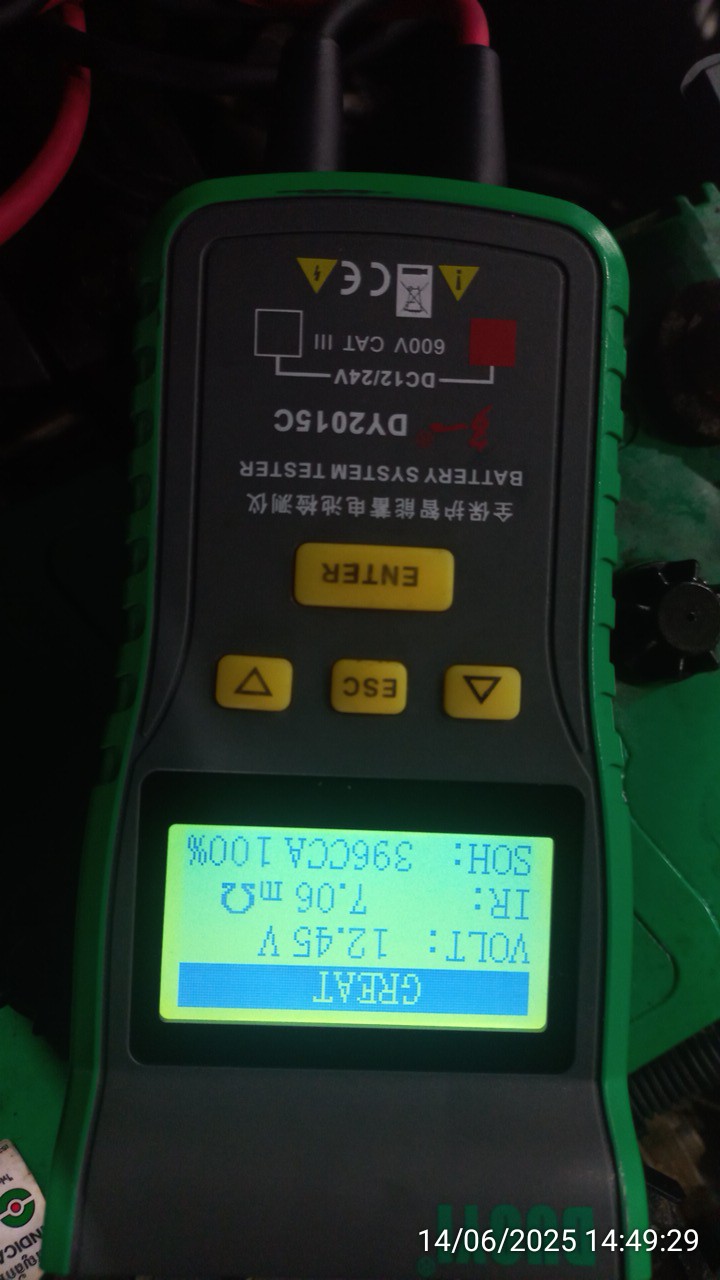 GREAT
VOLT: 12.45 V
IR: 7.06 mΩ
SOH: 396CCA 100%
ESC
ENTER
全保护智能蓄电池检测仪
BATTERY SYSTEM TESTER
DY2015C
DC12/24V
600V CAT III
CE
14/06/2025 14:49:29